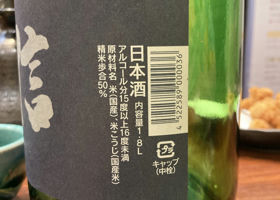 日本酒 内容量1.8L
アルコール分15度以上16度未満
原材料名 米(国産)、米こうじ(国産米)
精米歩合50%
4522589000036
キャップ
(中栓)